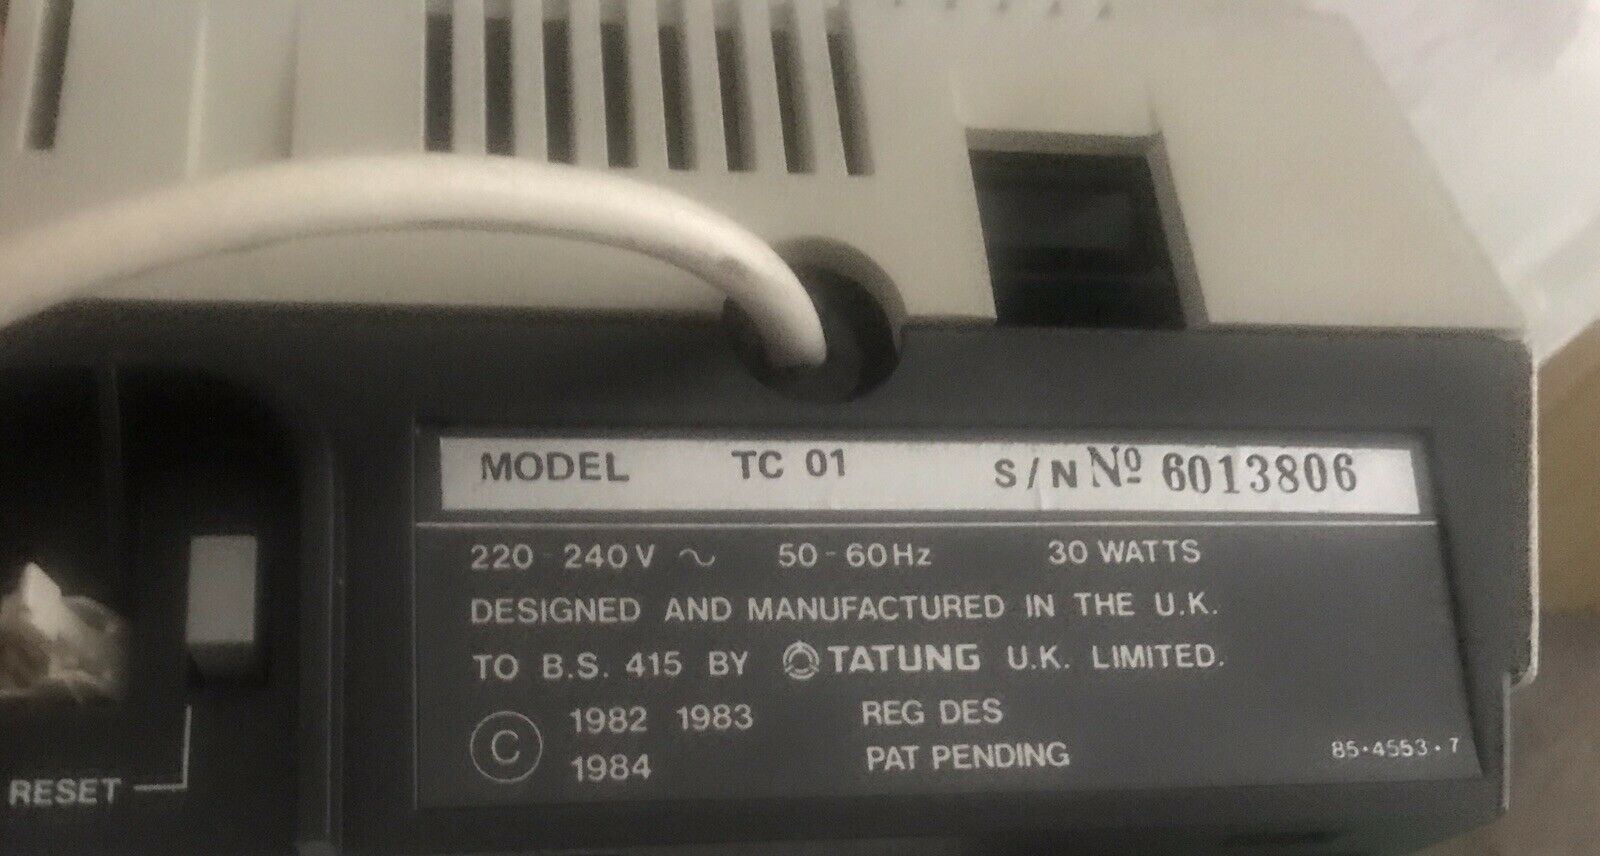 MODEL TC 01 S/N Nº 6013806
220-240V ~ 50-60Hz 30 WATTS
DESIGNED AND MANUFACTURED IN THE U.K.
TO B.S. 415 BY TATUNG U.K. LIMITED.
© 1982 1983 REG DES
1984 PAT PENDING 85·4553·7
RESET